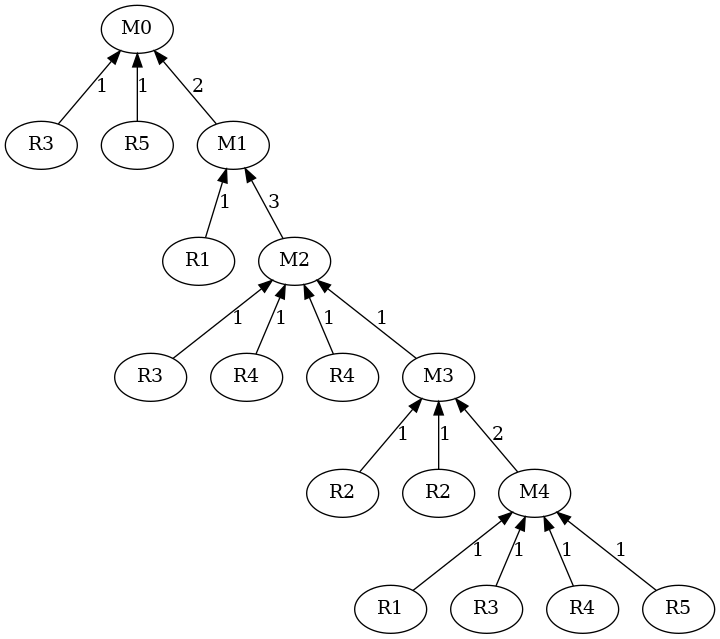 M0
1 1 2
R3 R5 M1
1 3
R1 M2
1 1 1 1
R3 R4 R4 M3
1 1 2
R2 R2 M4
1 1 1 1
R1 R3 R4 R5